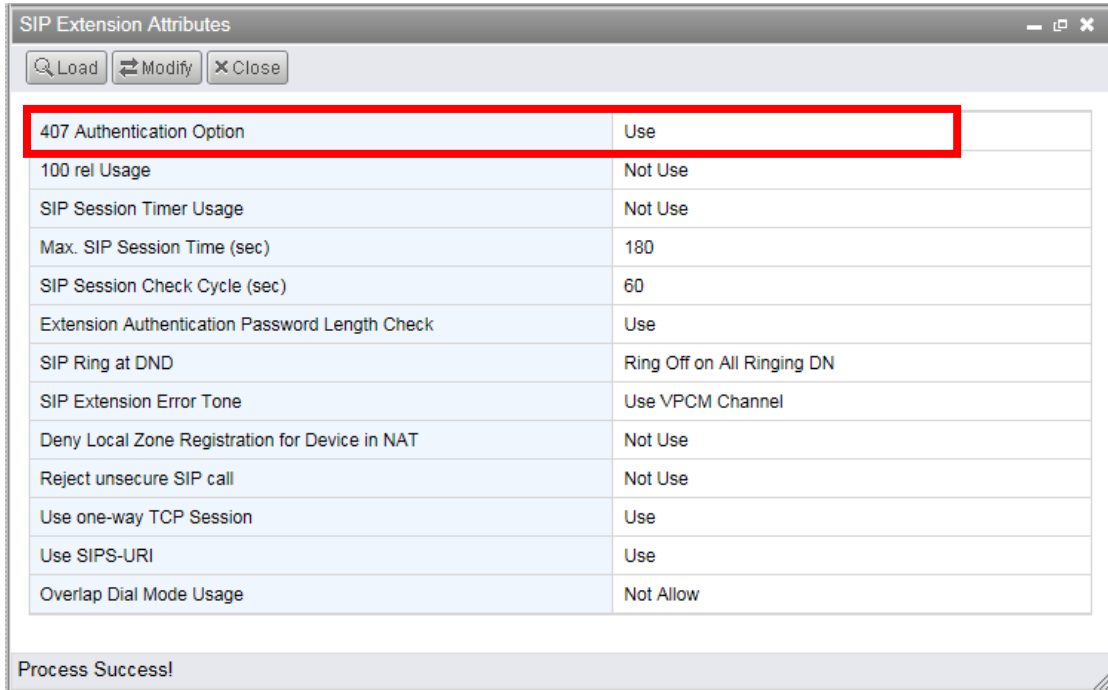 SIP Extension Attributes
Load Modify Close
407 Authentication Option Use
100 rel Usage Not Use
SIP Session Timer Usage Not Use
Max. SIP Session Time (sec) 180
SIP Session Check Cycle (sec) 60
Extension Authentication Password Length Check Use
SIP Ring at DND Ring Off on All Ringing DN
SIP Extension Error Tone Use VPCM Channel
Deny Local Zone Registration for Device in NAT Not Use
Reject unsecure SIP call Not Use
Use one-way TCP Session Use
Use SIPS-URI Use
Overlap Dial Mode Usage Not Allow
Process Success!